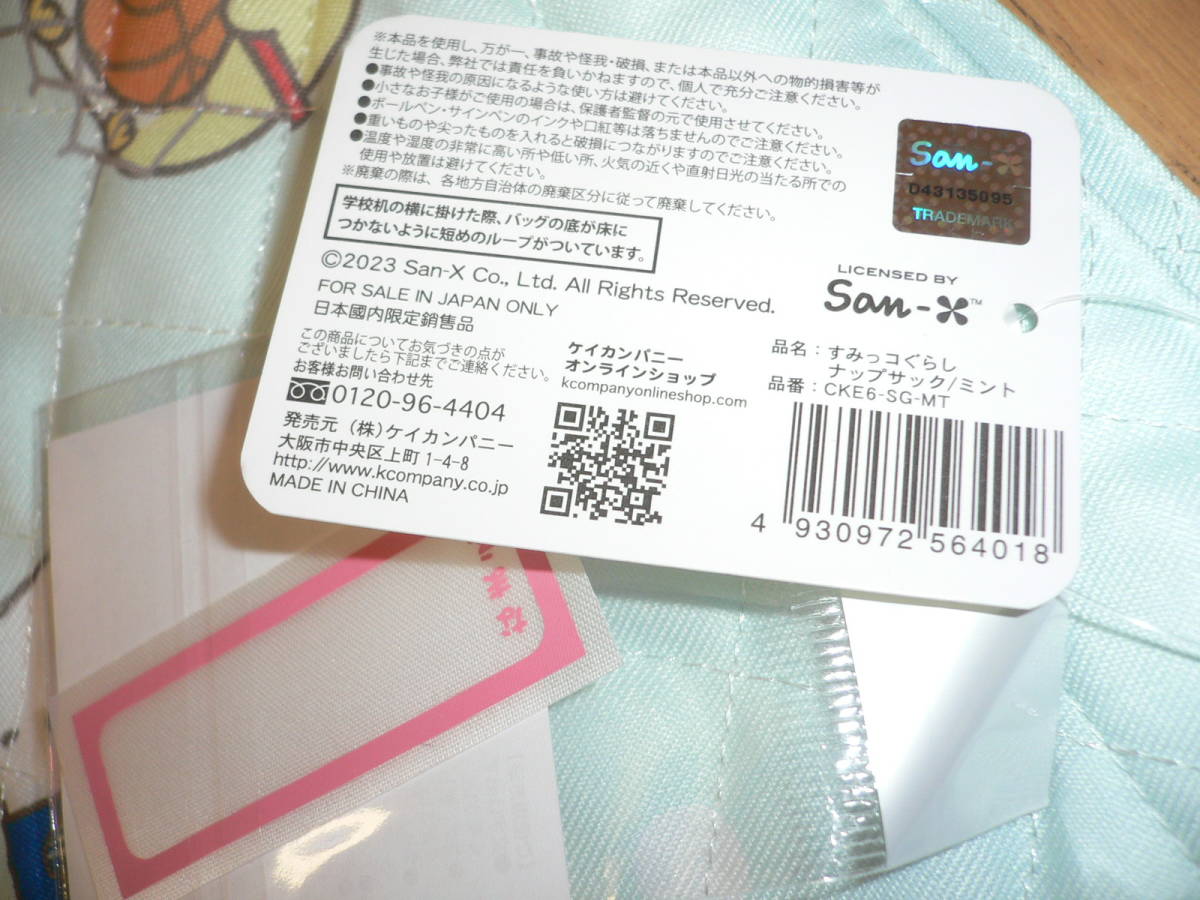 ※本品を使用し、万が一、事故や怪我・破損、または本品以外への物的損害等が
生じた場合、弊社では責任を負いかねますので、個人で充分ご注意ください。
●事故や怪我の原因になるような使い方は避けてください。
●小さなお子様がご使用の場合は、保護者監督の元で使用させてください。
●ボールペン・サインペンのインクや口紅等は落ちませんのでご注意ください。
●重いものや尖ったものを入れると破損につながりますのでご注意ください。
●温度や湿度の非常に高い所や低い所、火気の近くや直射日光の当たる所での
使用や放置は避けてください。
※廃棄の際は、各地方自治体の廃棄区分に従って廃棄してください。
学校机の横に掛けた際、バッグの底が床に
つかないように短めのループがついています。
©2023 San-X Co., Ltd. All Rights Reserved.
FOR SALE IN JAPAN ONLY
日本國内限定銷售品
この商品についてお気づきの点が
ございましたら下記までご連絡ください。
お客様お問い合わせ先
0120-96-4404
発売元 (株)ケイカンパニー
大阪市中央区上町 1-4-8
http://www.kcompany.co.jp
MADE IN CHINA
ケイカンパニー
オンラインショップ
kcompanyonlineshop.com
San-X
D43135095
TRADEMARK
LICENSED BY
San-X™
品名:すみっコぐらし
ナップサック/ミント
品番:CKE6-SG-MT
4 930972 564018
なまえ